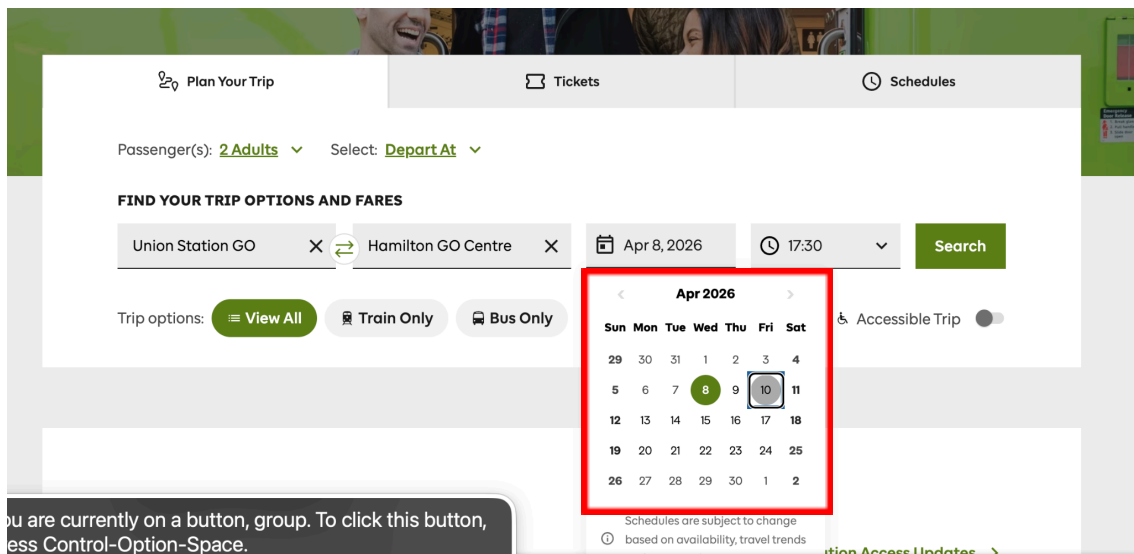 Plan Your Trip
Tickets
Schedules
Passenger(s): 2 Adults Select: Depart At
FIND YOUR TRIP OPTIONS AND FARES
Union Station GO Hamilton GO Centre Apr 8, 2026 17:30 Search
Trip options: View All Train Only Bus Only Accessible Trip
Apr 2026
Sun Mon Tue Wed Thu Fri Sat
29 30 31 1 2 3 4
5 6 7 8 9 10 11
12 13 14 15 16 17 18
19 20 21 22 23 24 25
26 27 28 29 30 1 2
Schedules are subject to change
based on availability, travel trends
are currently on a button, group. To click this button,
Control-Option-Space.
Access Updates